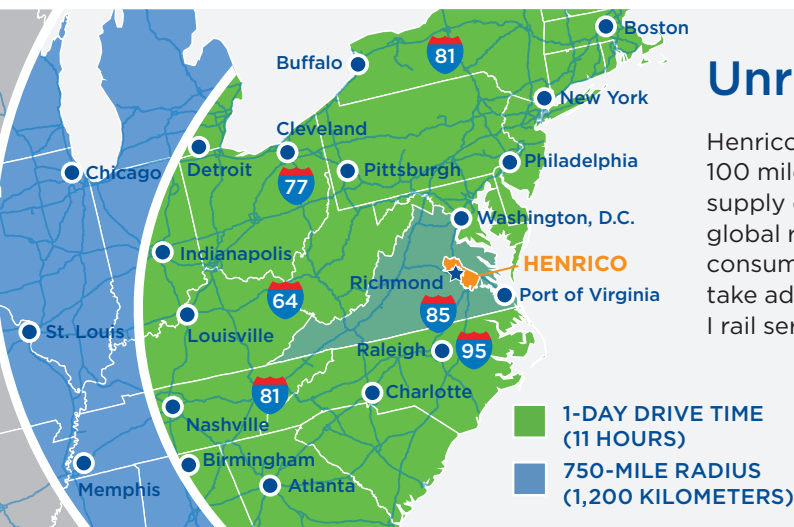 Boston
81
Buffalo
New York
Cleveland
Philadelphia
Chicago
Detroit
Pittsburgh
77
Washington, D.C.
Indianapolis
HENRICO
Richmond
64
Port of Virginia
85
St. Louis
Louisville
Raleigh
95
81
Charlotte
Nashville
Birmingham
Memphis
Atlanta
1-DAY DRIVE TIME
(11 HOURS)
750-MILE RADIUS
(1,200 KILOMETERS)
Unr
Henrico
100 mile
supply
global r
consum
take ad
I rail ser